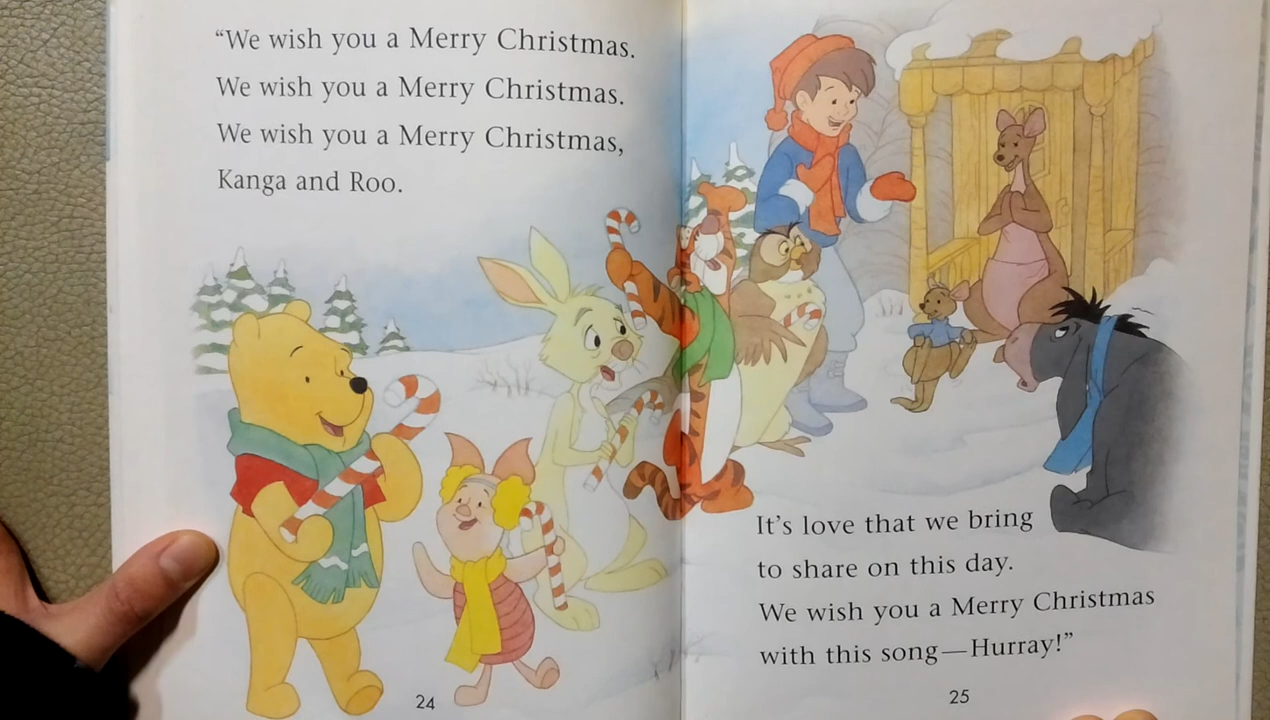 “We wish you a Merry Christmas.
We wish you a Merry Christmas.
We wish you a Merry Christmas,
Kanga and Roo.
24
It’s love that we bring
to share on this day.
We wish you a Merry Christmas
with this song—Hurray!”
25